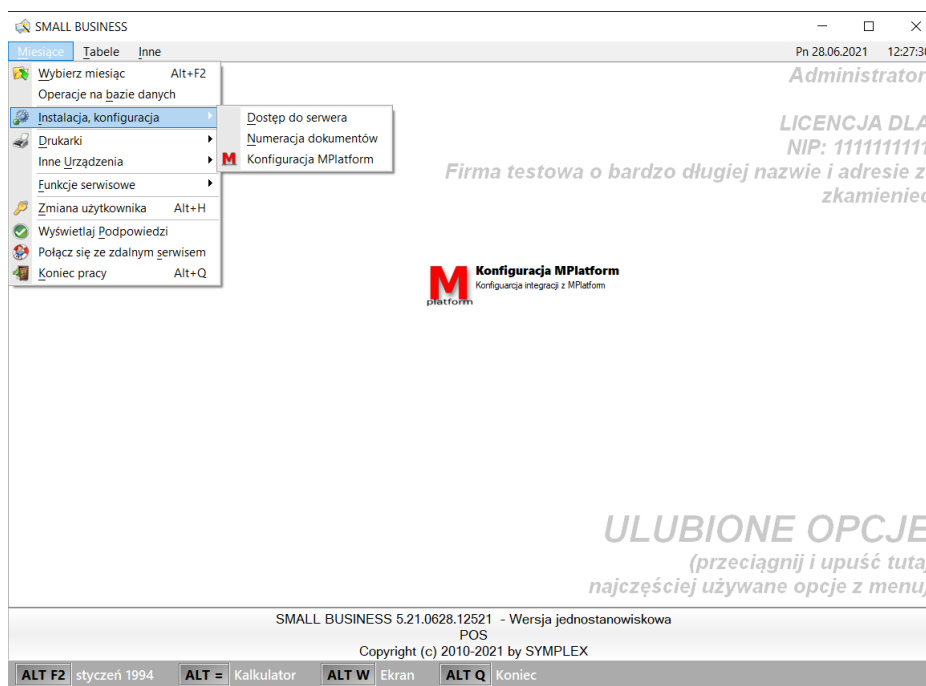 SMALL BUSINESS
Miesiące Tabele Inne Pn 28.06.2021 12:27:30
Wybierz miesiąc Alt+F2
Operacje na bazie danych
Instalacja, konfiguracja
Drukarki
Inne Urządzenia
Funkcje serwisowe
Zmiana użytkownika Alt+H
Wyświetlaj Podpowiedzi
Połącz się ze zdalnym serwisem
Koniec pracy Alt+Q
Dostęp do serwera
Numeracja dokumentów
M Konfiguracja MPlatform
Administrator
LICENCJA DLA
NIP: 1111111111
Firma testowa o bardzo długiej nazwie i adresie z
zkamieniec
M
platform
Konfiguracja MPlatform
Konfiguarcja integracji z MPlatform
ULUBIONE OPCJE
(przeciągnij i upuść tutaj
najczęściej używane opcje z menu)
SMALL BUSINESS 5.21.0628.12521 - Wersja jednostanowiskowa
POS
Copyright (c) 2010-2021 by SYMPLEX
ALT F2 styczeń 1994 ALT = Kalkulator ALT W Ekran ALT Q Koniec